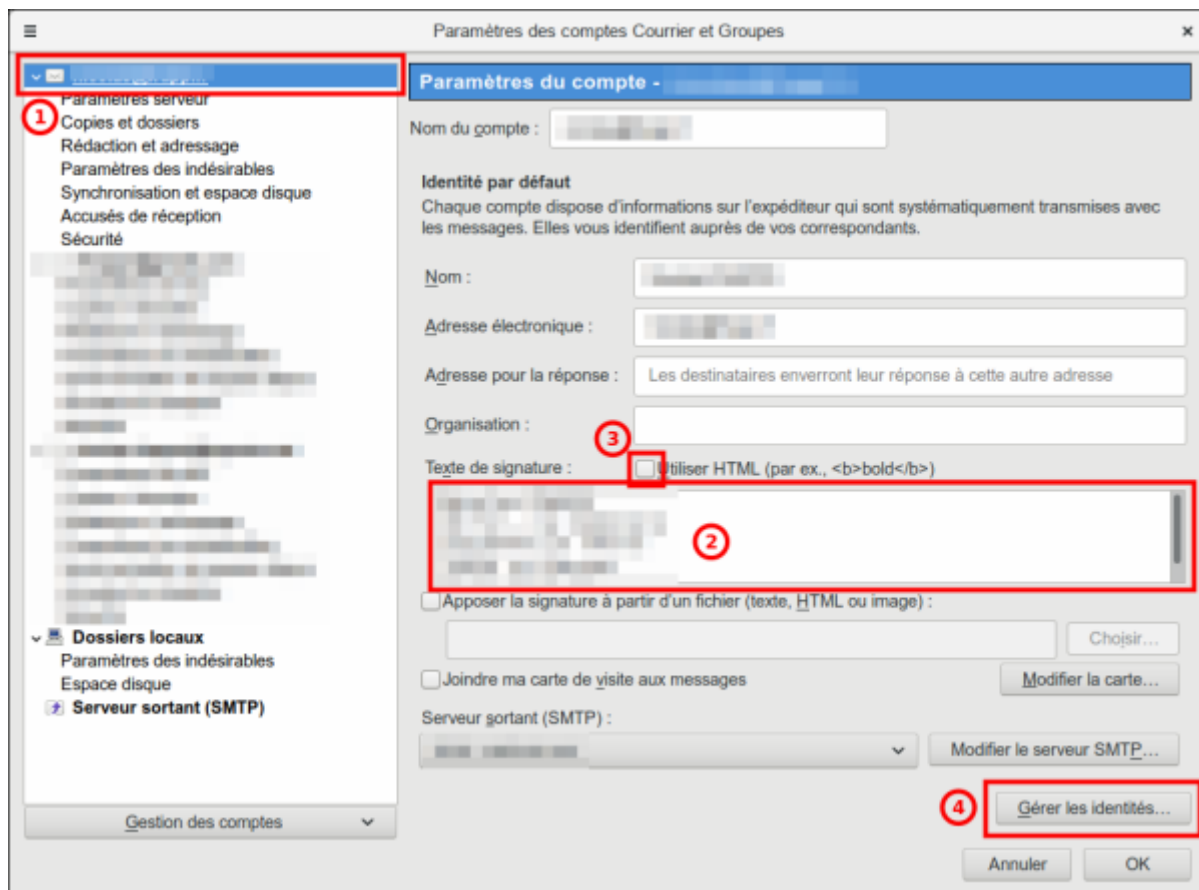 Paramètres des comptes Courrier et Groupes
Paramètres serveur
1
Copies et dossiers
Rédaction et adressage
Paramètres des indésirables
Synchronisation et espace disque
Accusés de réception
Sécurité
Dossiers locaux
Paramètres des indésirables
Espace disque
Serveur sortant (SMTP)
Gestion des comptes
Paramètres du compte -
Nom du compte :
Identité par défaut
Chaque compte dispose d'informations sur l'expéditeur qui sont systématiquement transmises avec
les messages. Elles vous identifient auprès de vos correspondants.
Nom :
Adresse électronique :
Adresse pour la réponse : Les destinataires enverront leur réponse à cette autre adresse
Organisation :
3
Texte de signature : Utiliser HTML (par ex., <b>bold</b>)
2
Apposer la signature à partir d'un fichier (texte, HTML ou image) :
Choisir...
Joindre ma carte de visite aux messages
Modifier la carte...
Serveur sortant (SMTP) :
Modifier le serveur SMTP...
4 Gérer les identités...
Annuler OK